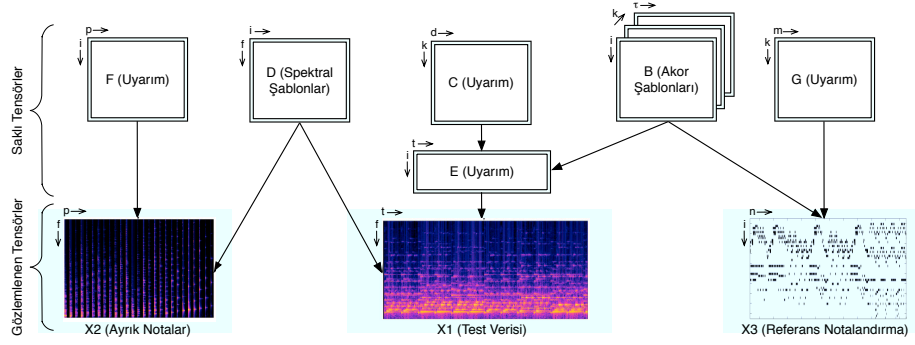 p
i
F (Uyarım)
i
f
D (Spektral
Şablonlar)
d
k
C (Uyarım)
τ
k
i
B (Akor
Şablonları)
m
k
G (Uyarım)
Saklı Tensörler
t
i
E (Uyarım)
Gözlemlenen Tensörler
p
f
X2 (Ayrık Notalar)
t
f
X1 (Test Verisi)
n
i
X3 (Referans Notalandırma)